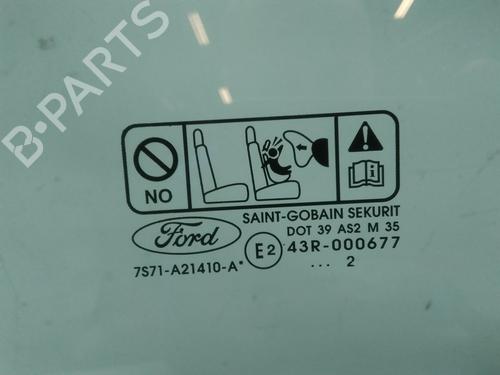 B-PARTS
NO
SAINT-GOBAIN SEKURIT
Ford
DOT 39 AS2 M 35
E2 43R-000677
7S71-A21410-A*
... 2